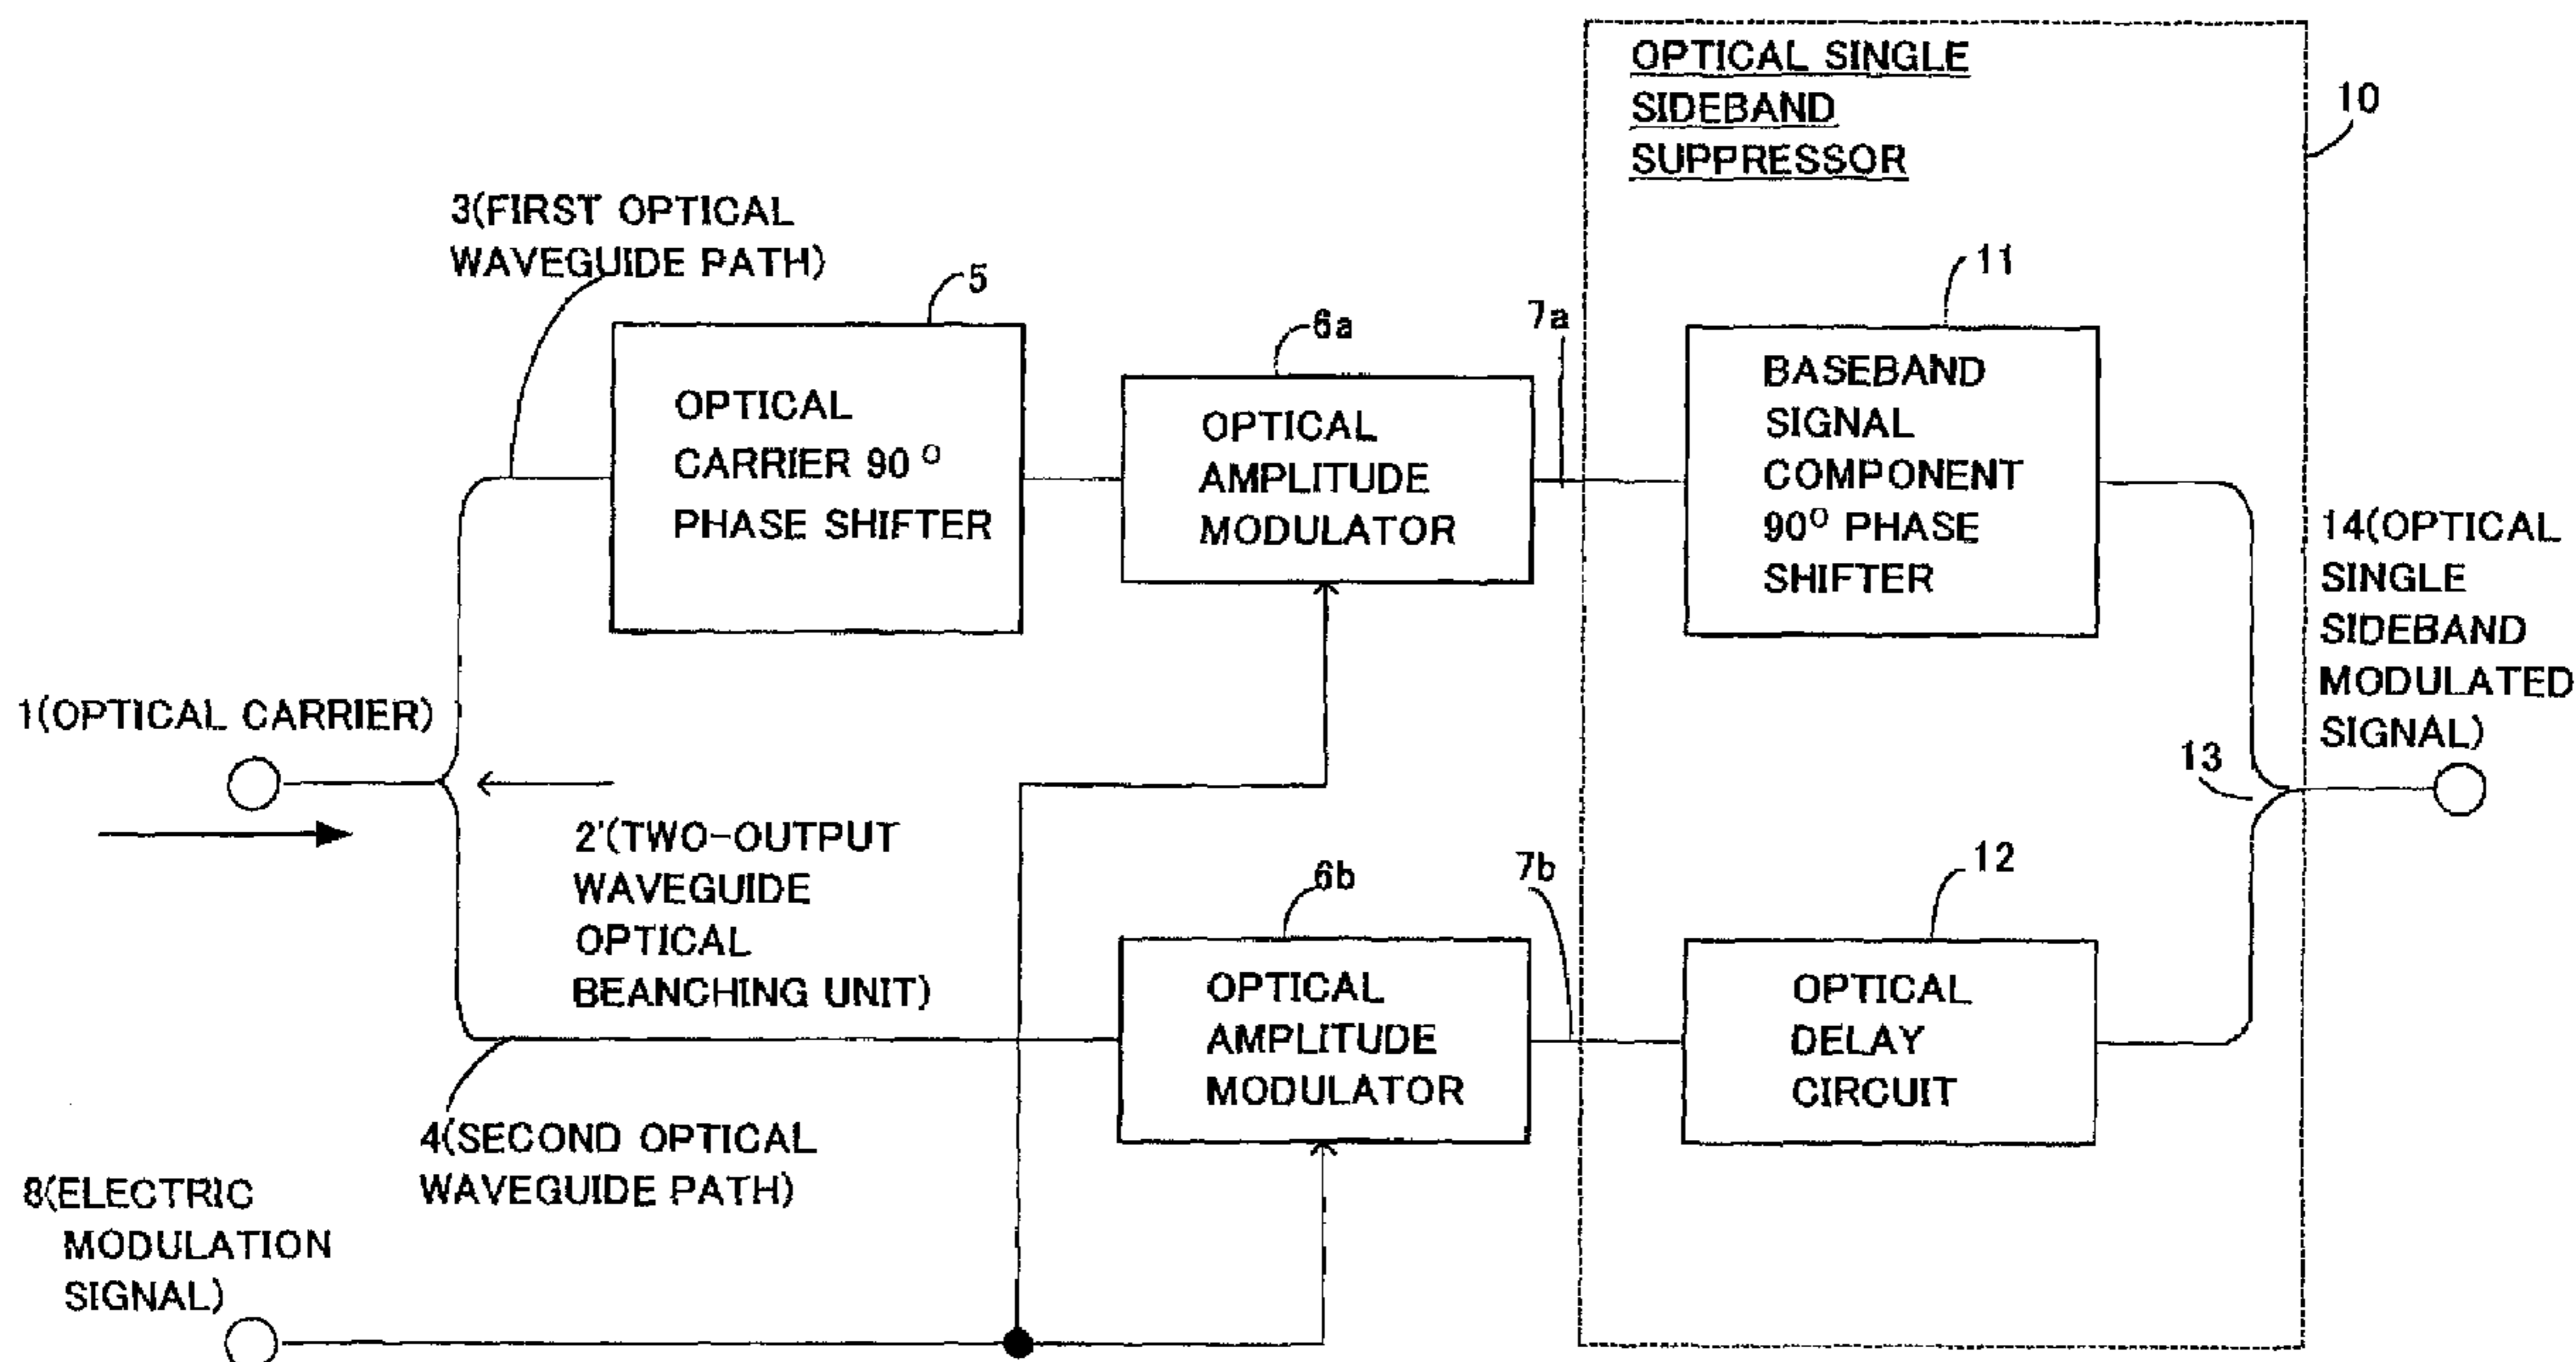 OPTICAL SINGLE
SIDEBAND
SUPPRESSOR
10
3(FIRST OPTICAL
WAVEGUIDE PATH)
5
6a
7a
11
OPTICAL
CARRIER 90°
PHASE SHIFTER
OPTICAL
AMPLITUDE
MODULATOR
BASEBAND
SIGNAL
COMPONENT
90° PHASE
SHIFTER
14(OPTICAL
SINGLE
SIDEBAND
MODULATED
SIGNAL)
1(OPTICAL CARRIER)
13
2'(TWO-OUTPUT
WAVEGUIDE
OPTICAL
BEANCHING UNIT)
6b
7b
12
OPTICAL
AMPLITUDE
MODULATOR
OPTICAL
DELAY
CIRCUIT
4(SECOND OPTICAL
WAVEGUIDE PATH)
8(ELECTRIC
MODULATION
SIGNAL)